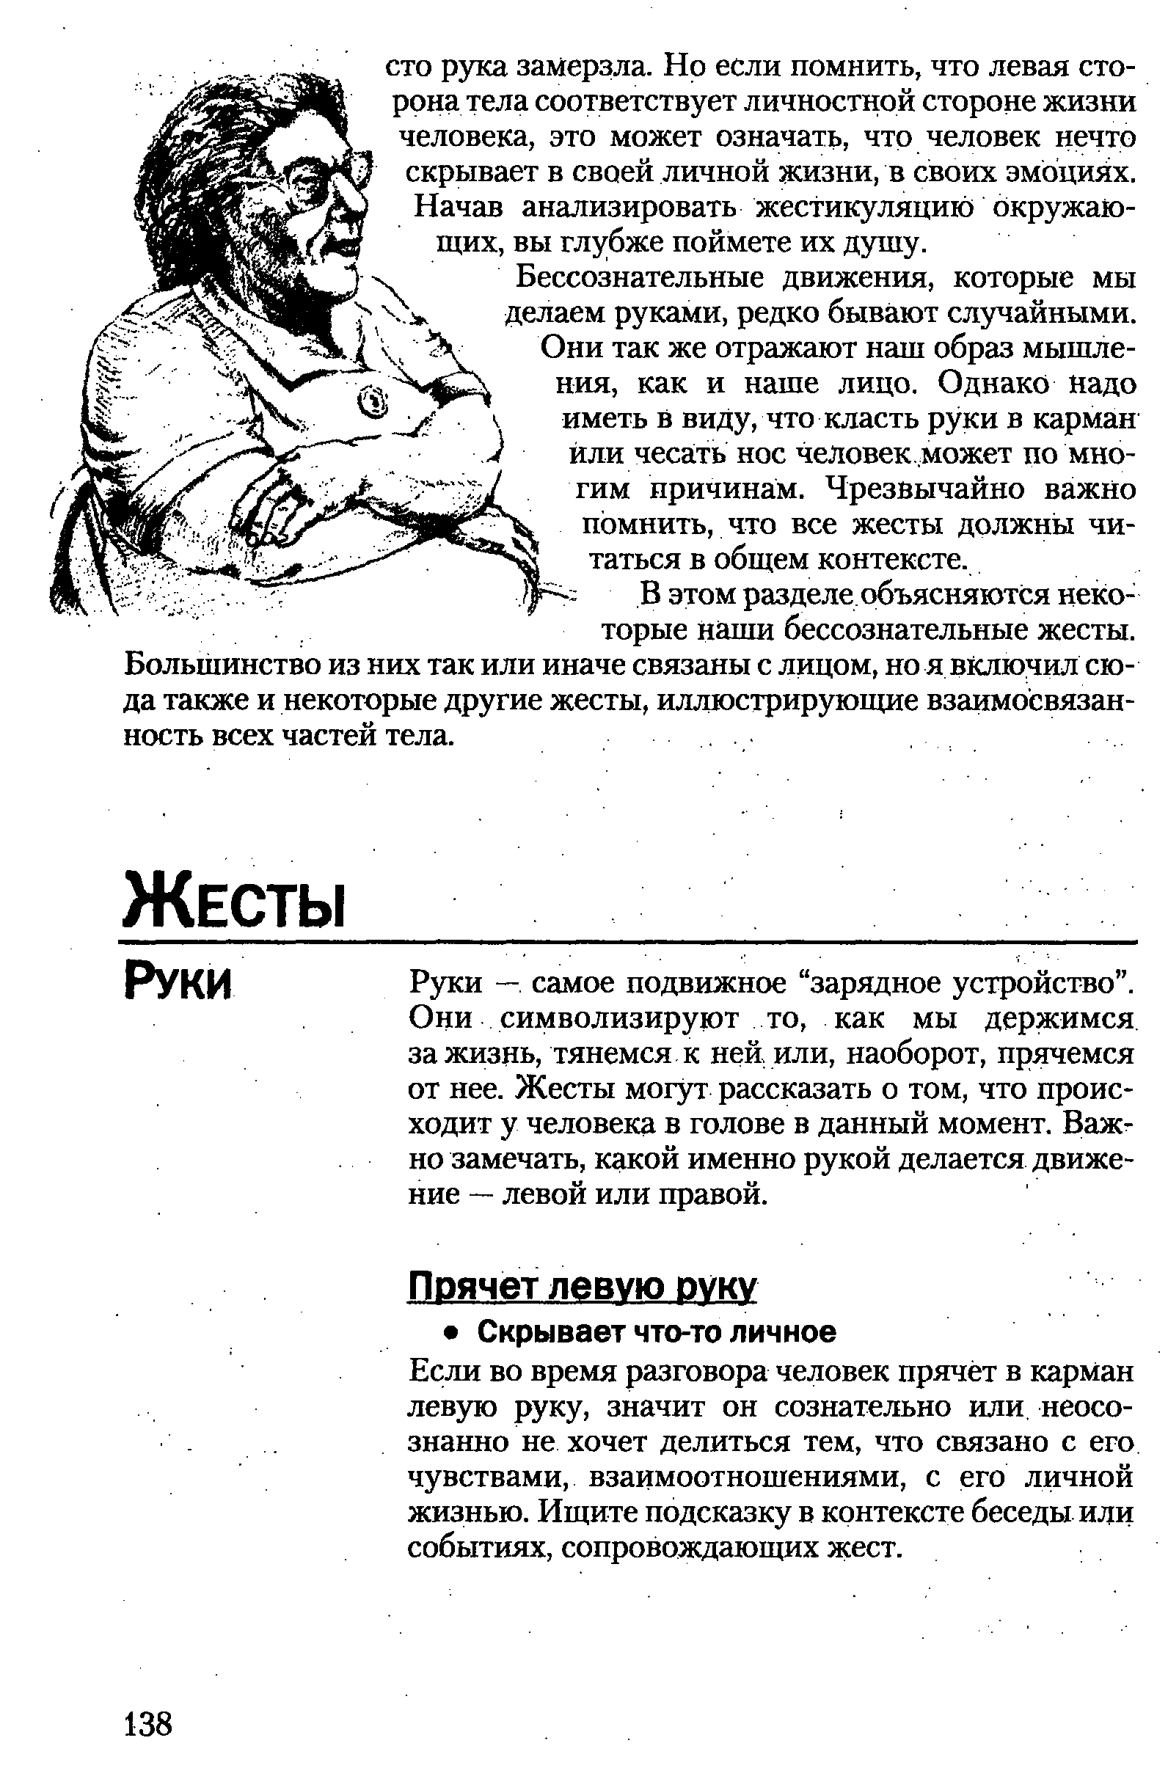 сто рука замерзла. Но если помнить, что левая сто-
рона тела соответствует личностной стороне жизни
человека, это может означать, что человек нечто
скрывает в своей личной жизни, в своих эмоциях.
Начав анализировать жестикуляцию окружаю-
щих, вы глубже поймете их душу.
Бессознательные движения, которые мы
делаем руками, редко бывают случайными.
Они так же отражают наш образ мышле-
ния, как и наше лицо. Однако надо
иметь в виду, что класть руки в карман
или чесать нос человек может по мно-
гим причинам. Чрезвычайно важно
помнить, что все жесты должны чи-
таться в общем контексте.
В этом разделе объясняются неко-
торые наши бессознательные жесты.
Большинство из них так или иначе связаны с лицом, но я включил сю-
да также и некоторые другие жесты, иллюстрирующие взаимосвязан-
ность всех частей тела.
Жесты
Руки
Руки — самое подвижное “зарядное устройство”.
Они символизируют то, как мы держимся
за жизнь, тянемся к ней или, наоборот, прячемся
от нее. Жесты могут рассказать о том, что проис-
ходит у человека в голове в данный момент. Важ-
но замечать, какой именно рукой делается движе-
ние — левой или правой.
Прячет левую руку
• Скрывает что-то личное
Если во время разговора человек прячет в карман
левую руку, значит он сознательно или неосо-
знанно не хочет делиться тем, что связано с его
чувствами, взаимоотношениями, с его личной
жизнью. Ищите подсказку в контексте беседы или
событиях, сопровождающих жест.
138